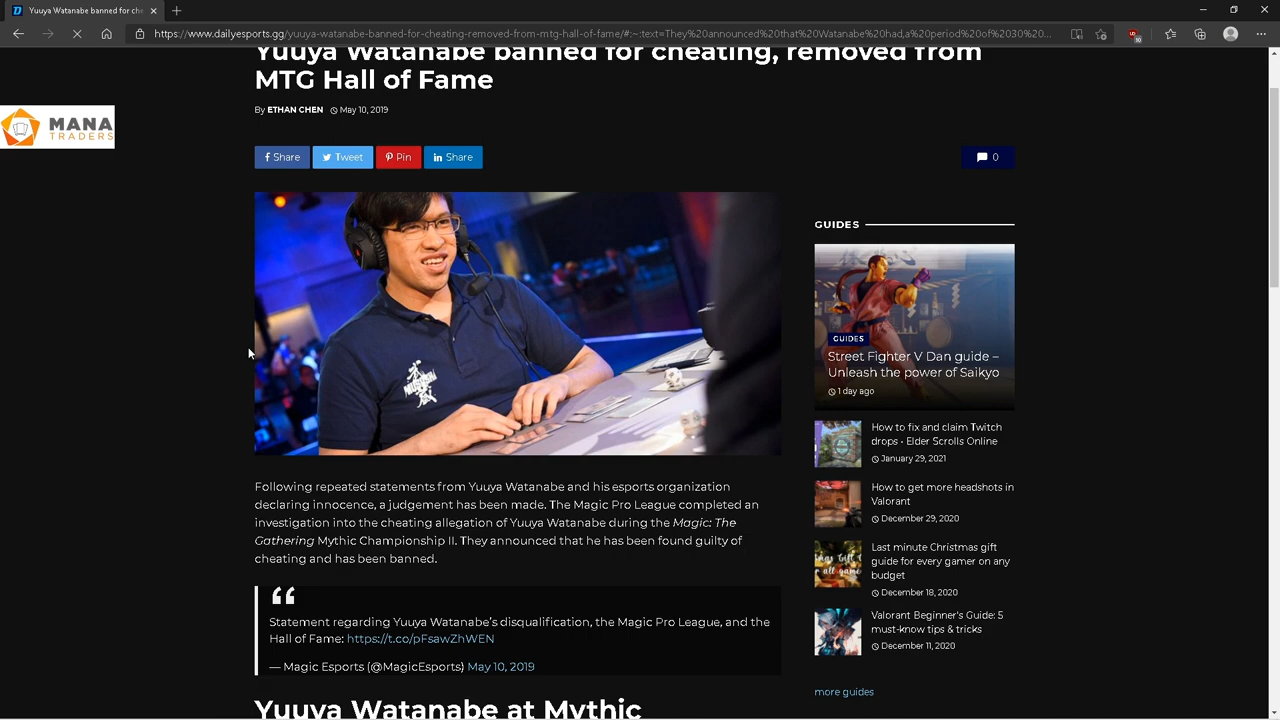 Yuuya Watanabe banned for che
https://www.dailyesports.gg/yuuya-watanabe-banned-for-cheating-removed-from-mtg-hall-of-fame/#:~:text=They%20announced%20that%20Watanabe%20had,a%20period%20of%2030%20...
10
Yuuya Watanabe banned for cheating, removed from
MTG Hall of Fame
By ETHAN CHEN May 10, 2019
MANA
TRADERS
Share Tweet Pin Share
0
Following repeated statements from Yuuya Watanabe and his esports organization
declaring innocence, a judgement has been made. The Magic Pro League completed an
investigation into the cheating allegation of Yuuya Watanabe during the Magic: The
Gathering Mythic Championship II. They announced that he has been found guilty of
cheating and has been banned.
Statement regarding Yuuya Watanabe's disqualification, the Magic Pro League, and the
Hall of Fame: https://t.co/pFsawZhWEN
— Magic Esports (@MagicEsports) May 10, 2019
Yuuya Watanabe at Mythic
GUIDES
GUIDES
Street Fighter V Dan guide –
Unleash the power of Saikyo
1 day ago
How to fix and claim Twitch
drops • Elder Scrolls Online
January 29, 2021
How to get more headshots in
Valorant
December 29, 2020
Last minute Christmas gift
guide for every gamer on any
budget
December 18, 2020
Valorant Beginner's Guide: 5
must-know tips & tricks
December 11, 2020
more guides